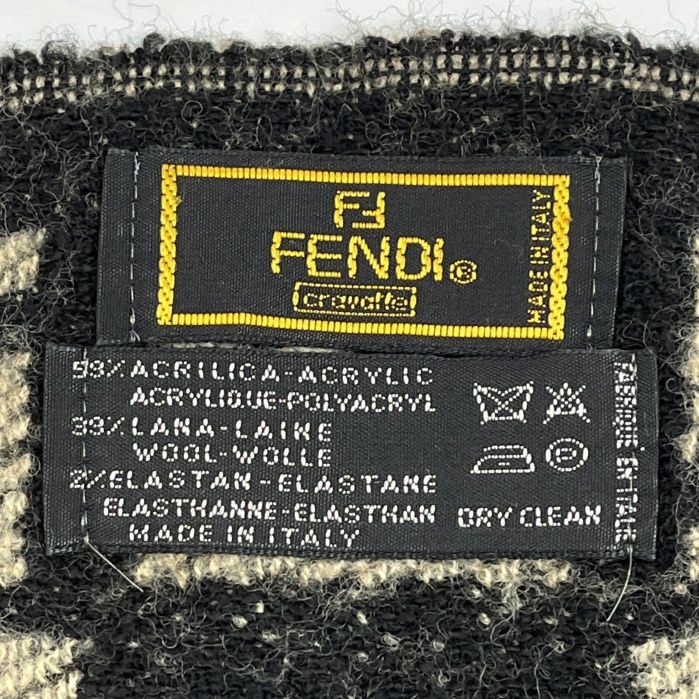 FF
FENDI®
cravatte
MADE IN ITALY
59% ACRILICA-ACRYLIC
ACRYLIQUE-POLYACRYL
39% LANA-LAINE
WOOL-WOLLE
2% ELASTAN-ELASTANE
ELASTHANNE-ELASTHAN
MADE IN ITALY
P
DRY CLEAN
FABRIQUE EN ITALIE